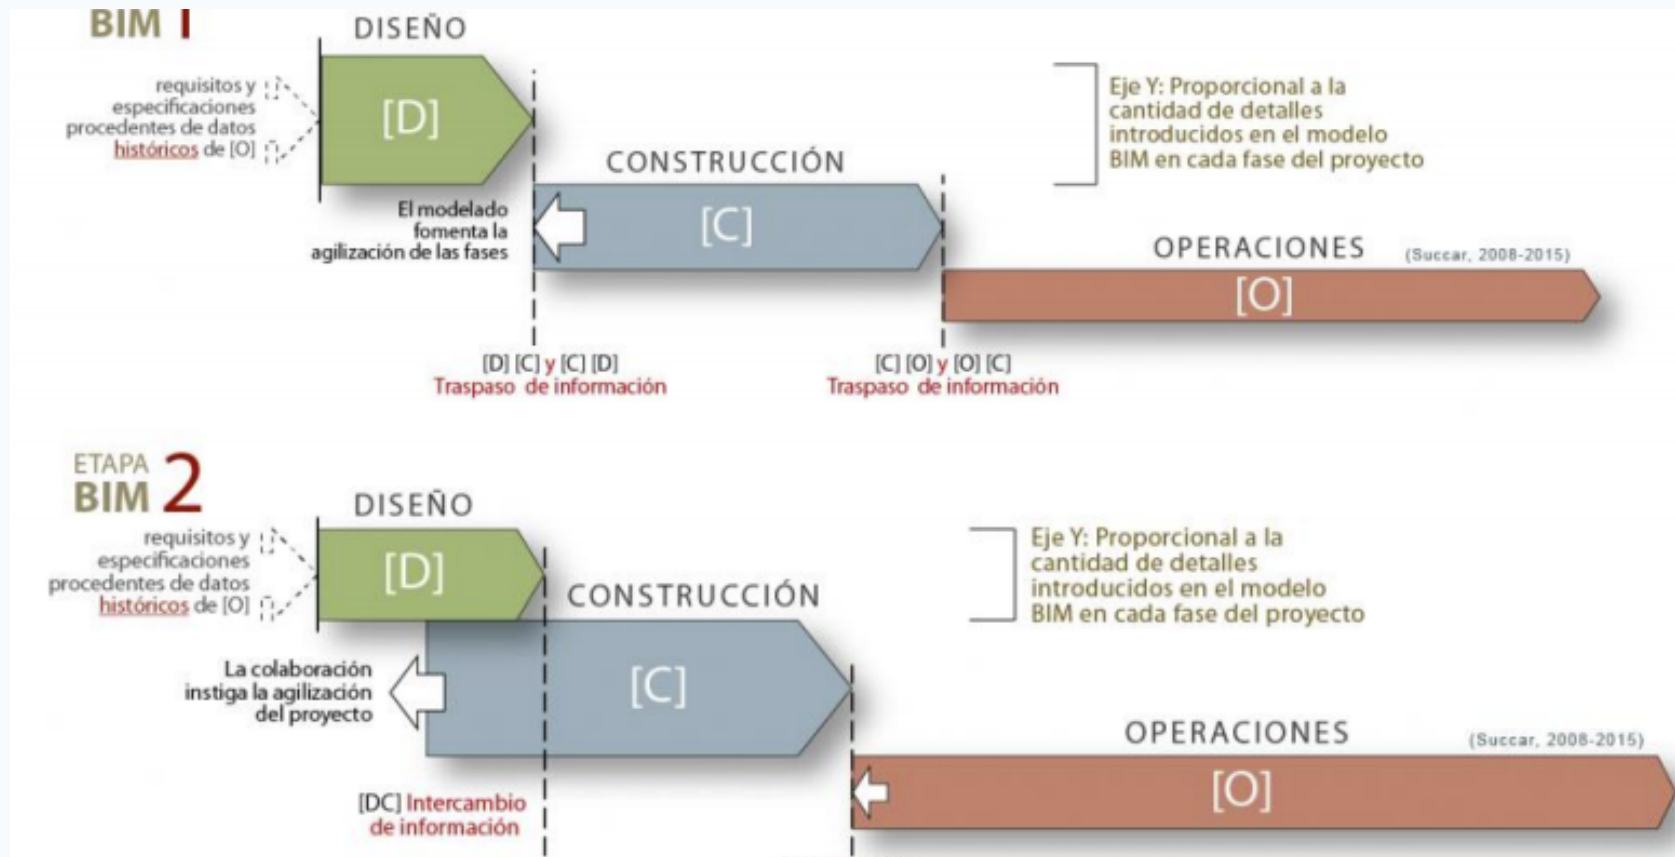 BIM 1
DISEÑO
requisitos y
especificaciones
procedentes de datos
históricos de [O]
[D]
Eje Y: Proporcional a la
cantidad de detalles
introducidos en el modelo
BIM en cada fase del proyecto
CONSTRUCCIÓN
El modelado
fomenta la
agilización de las fases
[C]
OPERACIONES
(Succar, 2008-2015)
[O]
[D] [C] y [C] [D]
Traspaso de información
[C] [O] y [O] [C]
Traspaso de información
ETAPA
BIM 2
DISEÑO
requisitos y
especificaciones
procedentes de datos
históricos de [O]
[D]
Eje Y: Proporcional a la
cantidad de detalles
introducidos en el modelo
BIM en cada fase del proyecto
CONSTRUCCIÓN
La colaboración
instiga la agilización
del proyecto
[C]
OPERACIONES
(Succar, 2008-2015)
[O]
[DC] Intercambio
de información